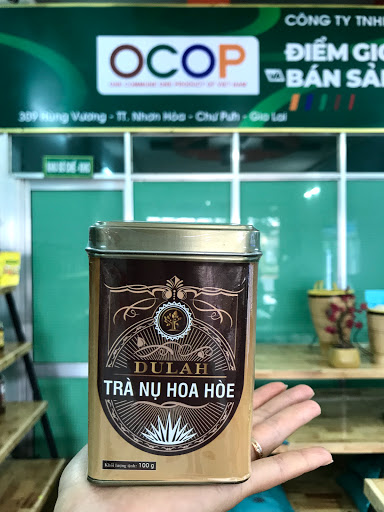 CÔNG TY TNH
OCOP
ONE COMMUNE ONE PRODUCT OF VIET NAM
ĐIỂM GIỚ
VÀ BÁN SẢ
309 Hùng Vương - TT. Nhơn Hòa - Chư Pưh - Gia Lai
DULAH
TRÀ NỤ HOA HÒE
Khối lượng tịnh: 100 g